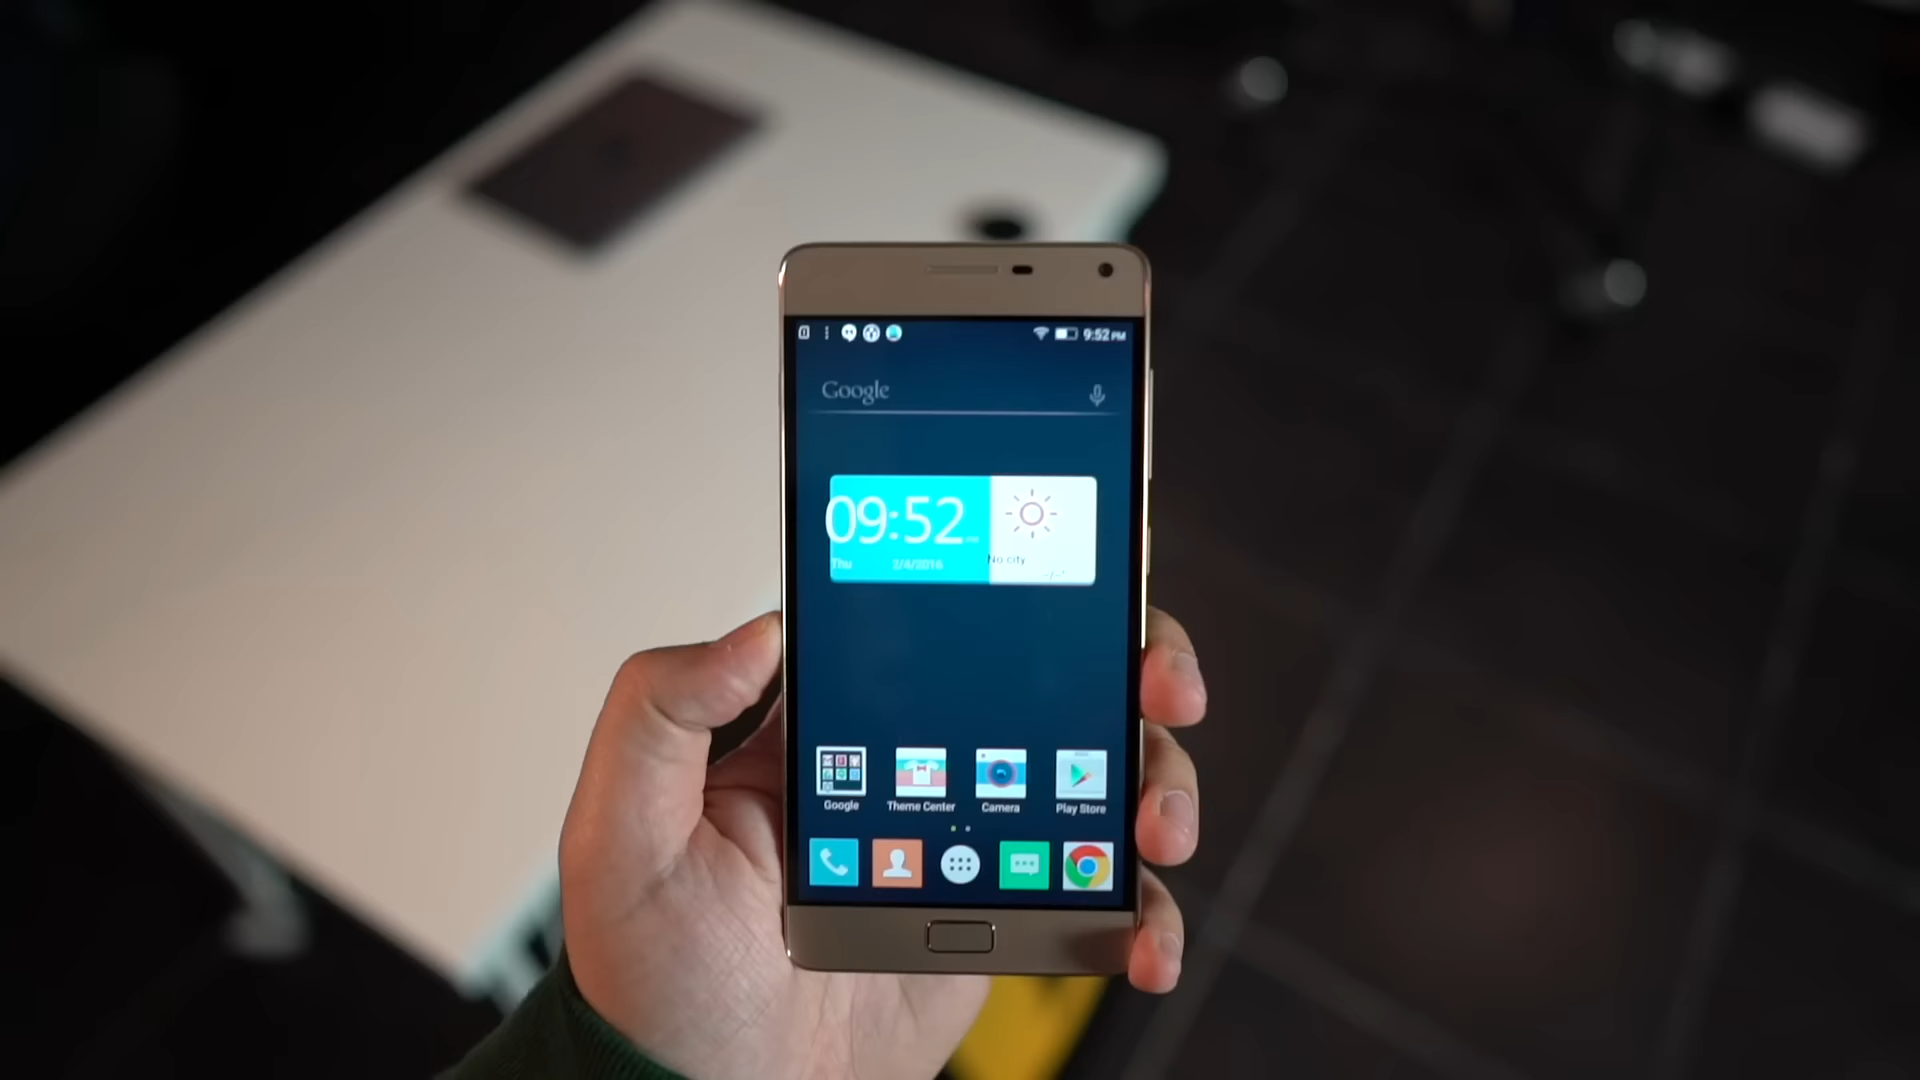 9:52 PM
Google
09:52
Thu 2/4/2016
No city
Google Theme Center Camera Play Store